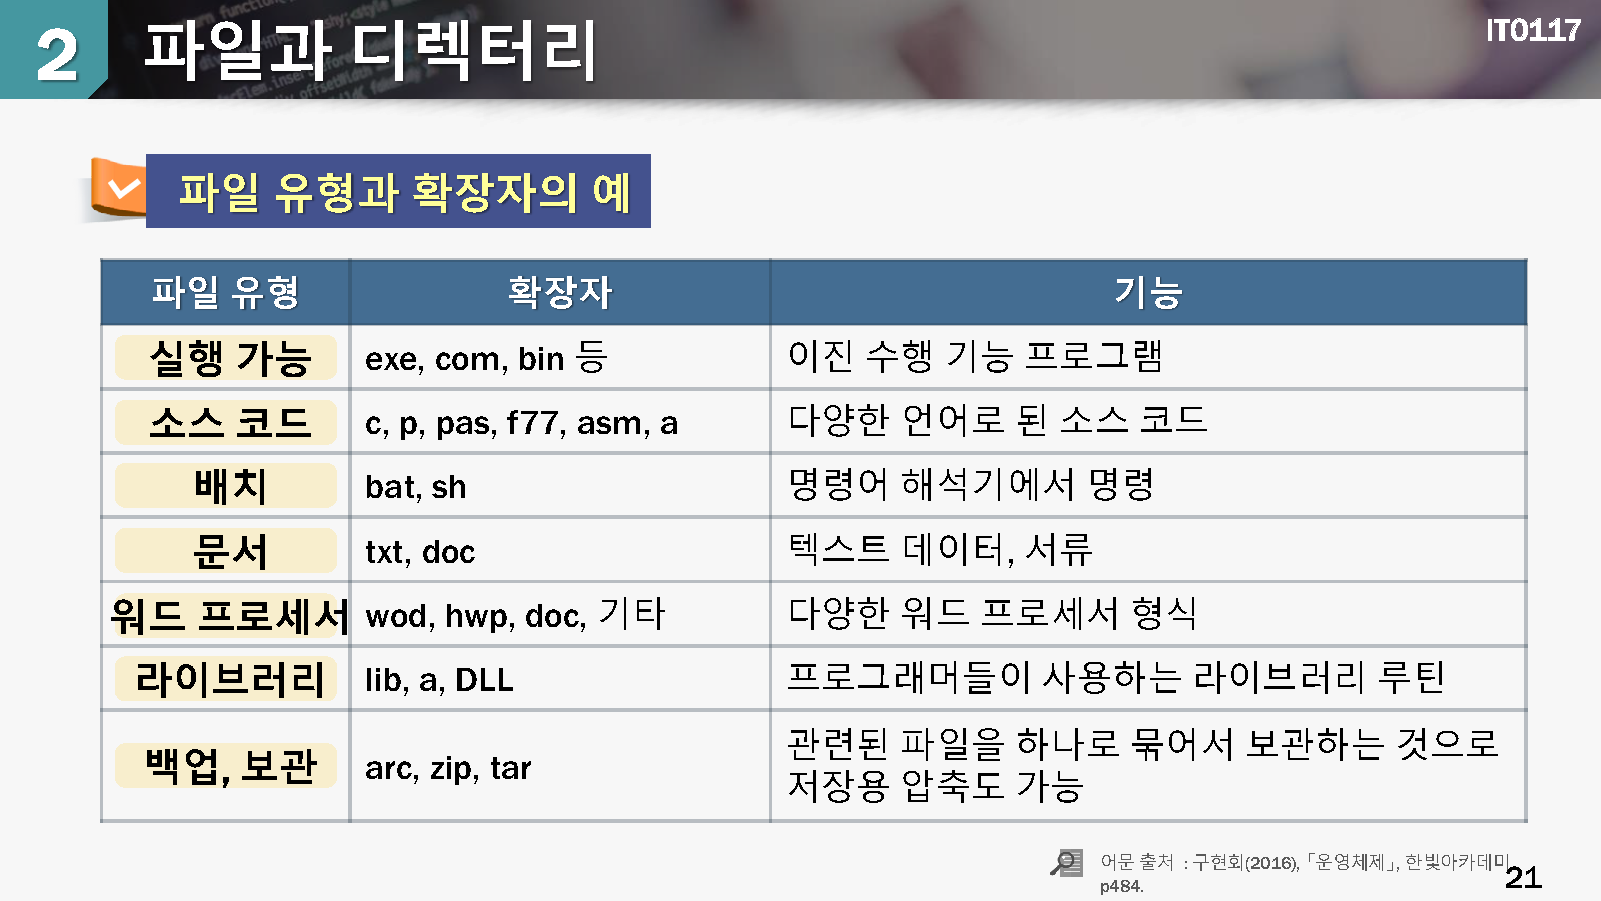 2 파일과 디렉터리 IT0117
파일 유형과 확장자의 예
파일 유형 확장자 기능
실행 가능 exe, com, bin 등 이진 수행 기능 프로그램
소스 코드 c, p, pas, f77, asm, a 다양한 언어로 된 소스 코드
배치 bat, sh 명령어 해석기에서 명령
문서 txt, doc 텍스트 데이터, 서류
워드 프로세서 wod, hwp, doc, 기타 다양한 워드 프로세서 형식
라이브러리 lib, a, DLL 프로그래머들이 사용하는 라이브러리 루틴
백업, 보관 arc, zip, tar 관련된 파일을 하나로 묶어서 보관하는 것으로
저장용 압축도 가능
어문 출처 : 구현회(2016), 「운영체제」, 한빛아카데미
p484.
21